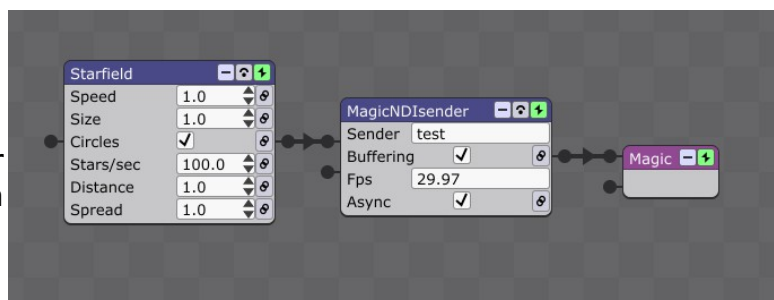 Starfield
Speed 1.0
Size 1.0
Circles
Stars/sec 100.0
Distance 1.0
Spread 1.0
MagicNDIsender
Sender test
Buffering
Fps 29.97
Async
Magic